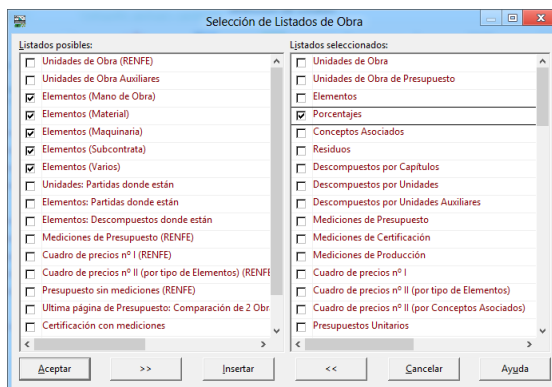 Selección de Listados de Obra
Listados posibles:
Unidades de Obra (RENFE)
Unidades de Obra Auxiliares
Elementos (Mano de Obra)
Elementos (Material)
Elementos (Maquinaria)
Elementos (Subcontrata)
Elementos (Varios)
Unidades: Partidas donde están
Elementos: Partidas donde están
Elementos: Descompuestos donde están
Mediciones de Presupuesto (RENFE)
Cuadro de precios nº I (RENFE)
Cuadro de precios nº II (por tipo de Elementos) (RENFE
Presupuesto sin mediciones (RENFE)
Ultima página de Presupuesto: Comparación de 2 Obr
Certificación con mediciones
Listados seleccionados:
Unidades de Obra
Unidades de Obra de Presupuesto
Elementos
Porcentajes
Conceptos Asociados
Residuos
Descompuestos por Capítulos
Descompuestos por Unidades
Descompuestos por Unidades Auxiliares
Mediciones de Presupuesto
Mediciones de Certificación
Mediciones de Producción
Cuadro de precios nº I
Cuadro de precios nº II (por tipo de Elementos)
Cuadro de precios nº II (por Conceptos Asociados)
Presupuestos Unitarios
Aceptar
>>
Insertar
<<
Cancelar
Ayuda